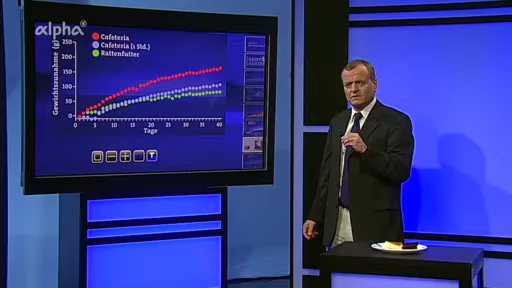 alpha
Cafeteria
Cafeteria (1 Std.)
Rattenfutter
Gewichtszunahme (g)
250
200
150
100
50
0
0 5 10 15 20 25 30 35 40
Tage